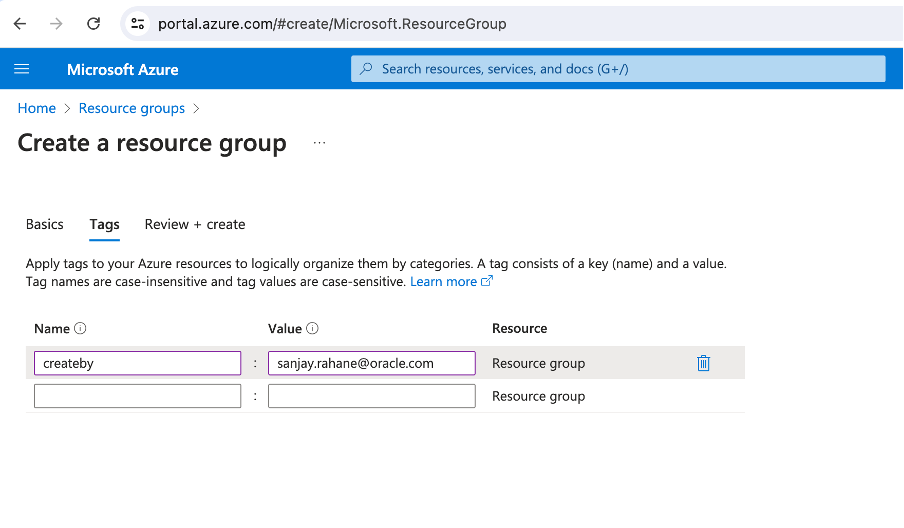 portal.azure.com/#create/Microsoft.ResourceGroup
Microsoft Azure
Search resources, services, and docs (G+/)
Home > Resource groups >
Create a resource group ...
Basics Tags Review + create
Apply tags to your Azure resources to logically organize them by categories. A tag consists of a key (name) and a value.
Tag names are case-insensitive and tag values are case-sensitive. Learn more
Name Value Resource
createby : sanjay.rahane@oracle.com Resource group
: Resource group